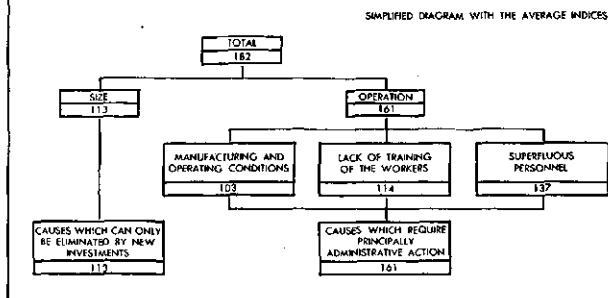 SIMPLIFIED DIAGRAM WITH THE AVERAGE INDICES
TOTAL
182
SIZE
113
OPERATION
161
MANUFACTURING AND
OPERATING CONDITIONS
103
LACK OF TRAINING
OF THE WORKERS
114
SUPERFLUOUS
PERSONNEL
137
CAUSES WHICH CAN ONLY
BE ELIMINATED BY NEW
INVESTMENTS
113
CAUSES WHICH REQUIRE
PRINCIPALLY
ADMINISTRATIVE ACTION
161